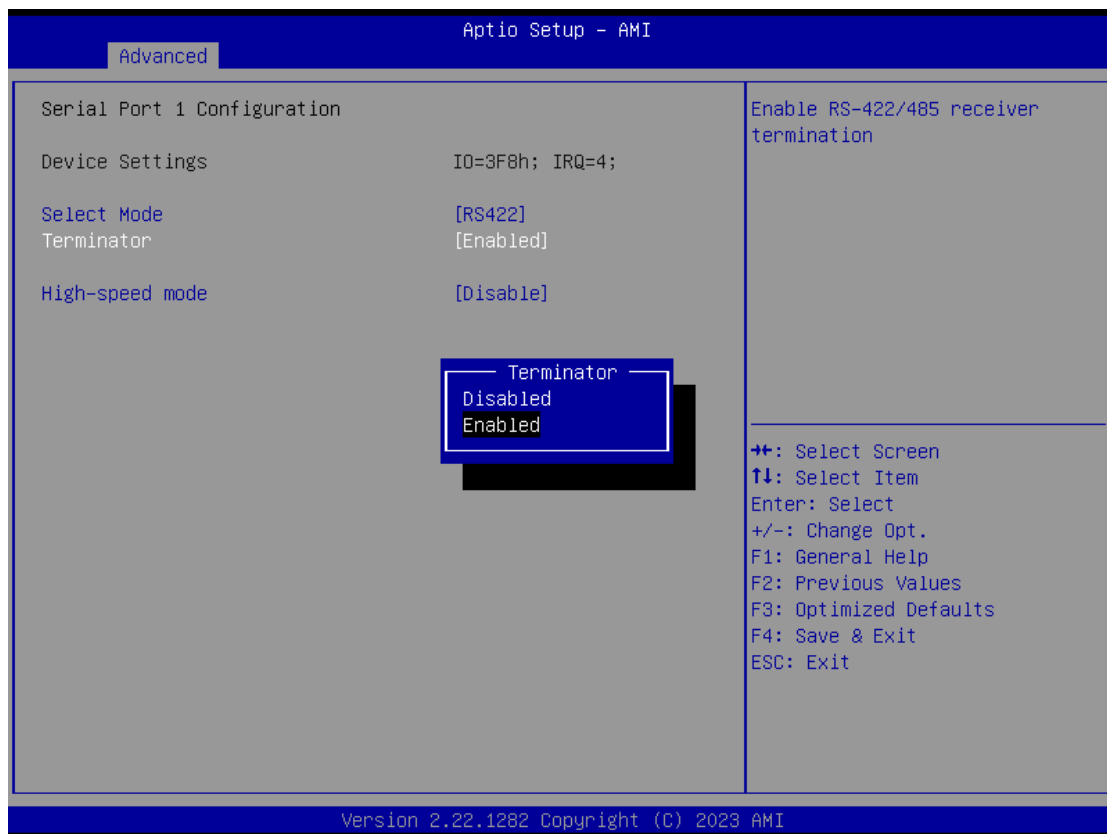 Aptio Setup – AMI
Advanced
Serial Port 1 Configuration
Device Settings IO=3F8h; IRQ=4;
Select Mode [RS422]
Terminator [Enabled]
High-speed mode [Disable]
Terminator
Disabled
Enabled
Enable RS-422/485 receiver
termination
→←: Select Screen
↑↓: Select Item
Enter: Select
+/-: Change Opt.
F1: General Help
F2: Previous Values
F3: Optimized Defaults
F4: Save & Exit
ESC: Exit
Version 2.22.1282 Copyright (C) 2023 AMI